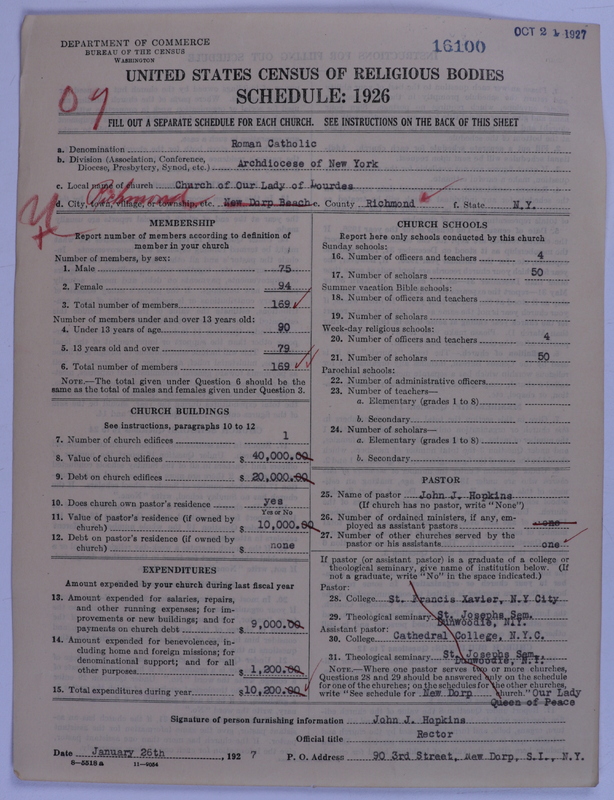 DEPARTMENT OF COMMERCE
BUREAU OF THE CENSUS
WASHINGTON
16100
OCT 21 1927
UNITED STATES CENSUS OF RELIGIOUS BODIES
SCHEDULE: 1926
09
FILL OUT A SEPARATE SCHEDULE FOR EACH CHURCH. SEE INSTRUCTIONS ON THE BACK OF THIS SHEET
a. Denomination Roman Catholic
b. Division (Association, Conference, Diocese, Presbytery, Synod, etc.) Archdiocese of New York
c. Local name of church Church of Our Lady of Lourdes
Richmond
d. City, town, village, or township, etc. New Dorp Beach e. County Richmond f. State N.Y.
MEMBERSHIP
Report number of members according to definition of
member in your church
Number of members, by sex:
1. Male 75
2. Female 94
3. Total number of members 169
Number of members under and over 13 years old:
4. Under 13 years of age 90
5. 13 years old and over 79
6. Total number of members 169
NOTE.—The total given under Question 6 should be the
same as the total of males and females given under Question 3.
CHURCH BUILDINGS
See instructions, paragraphs 10 to 12
7. Number of church edifices 1
8. Value of church edifices $ 40,000.00
9. Debt on church edifices $ 20,000.00
10. Does church own pastor's residence yes
Yes or No
11. Value of pastor's residence (if owned by
church) $ 10,000.00
12. Debt on pastor's residence (if owned by
church) $ none
EXPENDITURES
Amount expended by your church during last fiscal year
13. Amount expended for salaries, repairs,
and other running expenses; for im-
provements or new buildings; and for
payments on church debt $ 9,000.00
14. Amount expended for benevolences, in-
cluding home and foreign missions; for
denominational support; and for all
other purposes $ 1,200.00
15. Total expenditures during year $ 10,200.00
CHURCH SCHOOLS
Report here only schools conducted by this church
Sunday schools:
16. Number of officers and teachers 4
17. Number of scholars 50
Summer vacation Bible schools:
18. Number of officers and teachers
19. Number of scholars
Week-day religious schools:
20. Number of officers and teachers 4
21. Number of scholars 50
Parochial schools:
22. Number of administrative officers
23. Number of teachers—
a. Elementary (grades 1 to 8)
b. Secondary
24. Number of scholars—
a. Elementary (grades 1 to 8)
b. Secondary
PASTOR
25. Name of pastor John J. Hopkins
(If church has no pastor, write "None")
26. Number of ordained ministers, if any, em-
ployed as assistant pastors one
27. Number of other churches served by the
pastor or his assistants one
If pastor (or assistant pastor) is a graduate of a college or
theological seminary, give name of institution below. (If
not a graduate, write "No" in the space indicated.)
Pastor:
28. College St. Francis Xavier, N.Y.City
29. Theological seminary St. Josephs Sem.
Dunwoodie, N.Y.
Assistant pastor:
30. College Cathedral College, N.Y.C.
31. Theological seminary St. Josephs Sem.
Dunwoodie, N.Y.
NOTE.—Where one pastor serves two or more churches,
Questions 28 and 29 should be answered only on the schedule
for one of the churches; on the schedules for the other churches,
write "See schedule for New Dorp church." Our Lady
Queen of Peace
Signature of person furnishing information John J. Hopkins
Official title Rector
Date January 26th, 1927 P. O. Address 90 3rd Street, New Dorp, S.I., N.Y.
8-5518a 11-9034